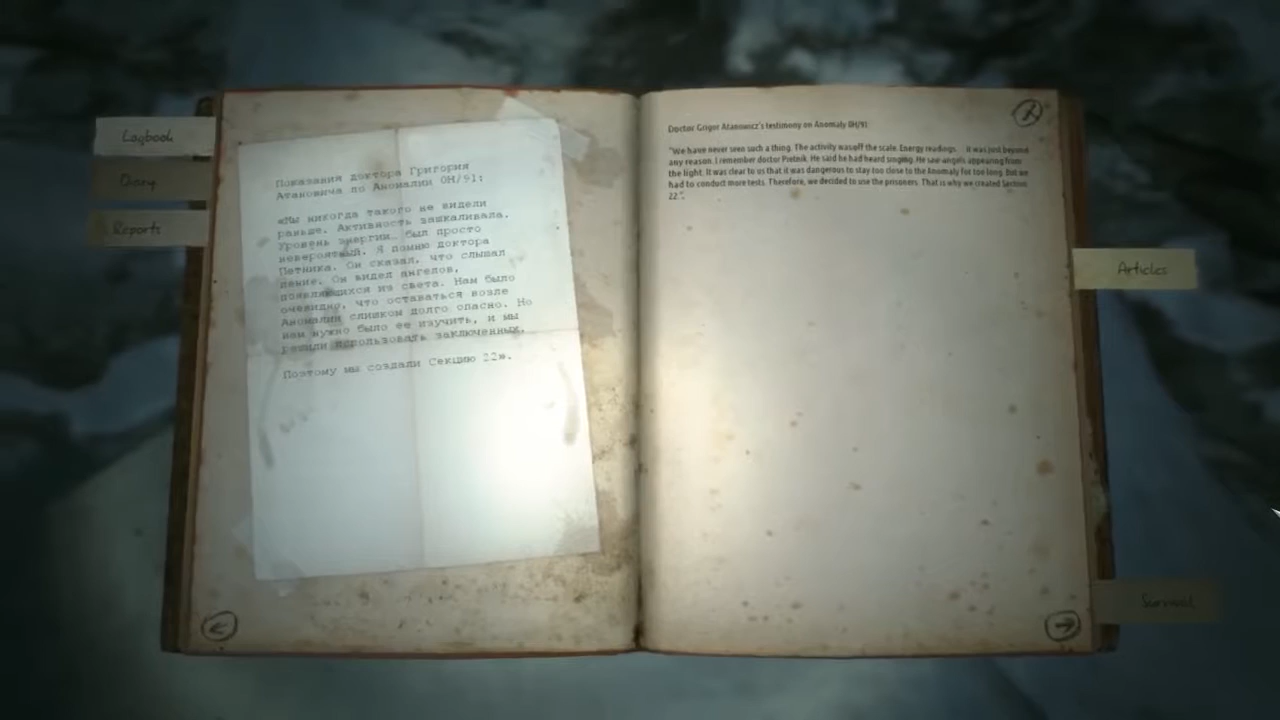 Logbook
Diary
Reports
Показания доктора Григория
Атановича по Аномалии OH/91:
«Мы никогда такого не видели
раньше. Активность зашкаливала.
Уровень энергии… был просто
невероятный. Я помню доктора
Петника. Он сказал, что слышал
пение. Он видел ангелов,
появляющихся из света. Нам было
очевидно, что оставаться возле
Аномалии слишком долго опасно. Но
нам нужно было ее изучить, и мы
решили использовать заключенных.
Поэтому мы создали Секцию 22».
Doctor Grigor Atanowicz's testimony on Anomaly OH/91:
"We have never seen such a thing. The activity wasoff the scale. Energy readings... It was just beyond
any reason. I remember doctor Pretnik. He said he had heard singing. He saw angels appearing from
the light. It was clear to us that it was dangerous to stay too close to the Anomaly for too long. But we
had to conduct more tests. Therefore, we decided to use the prisoners. That is why we created Section
22.".
Articles
Survival